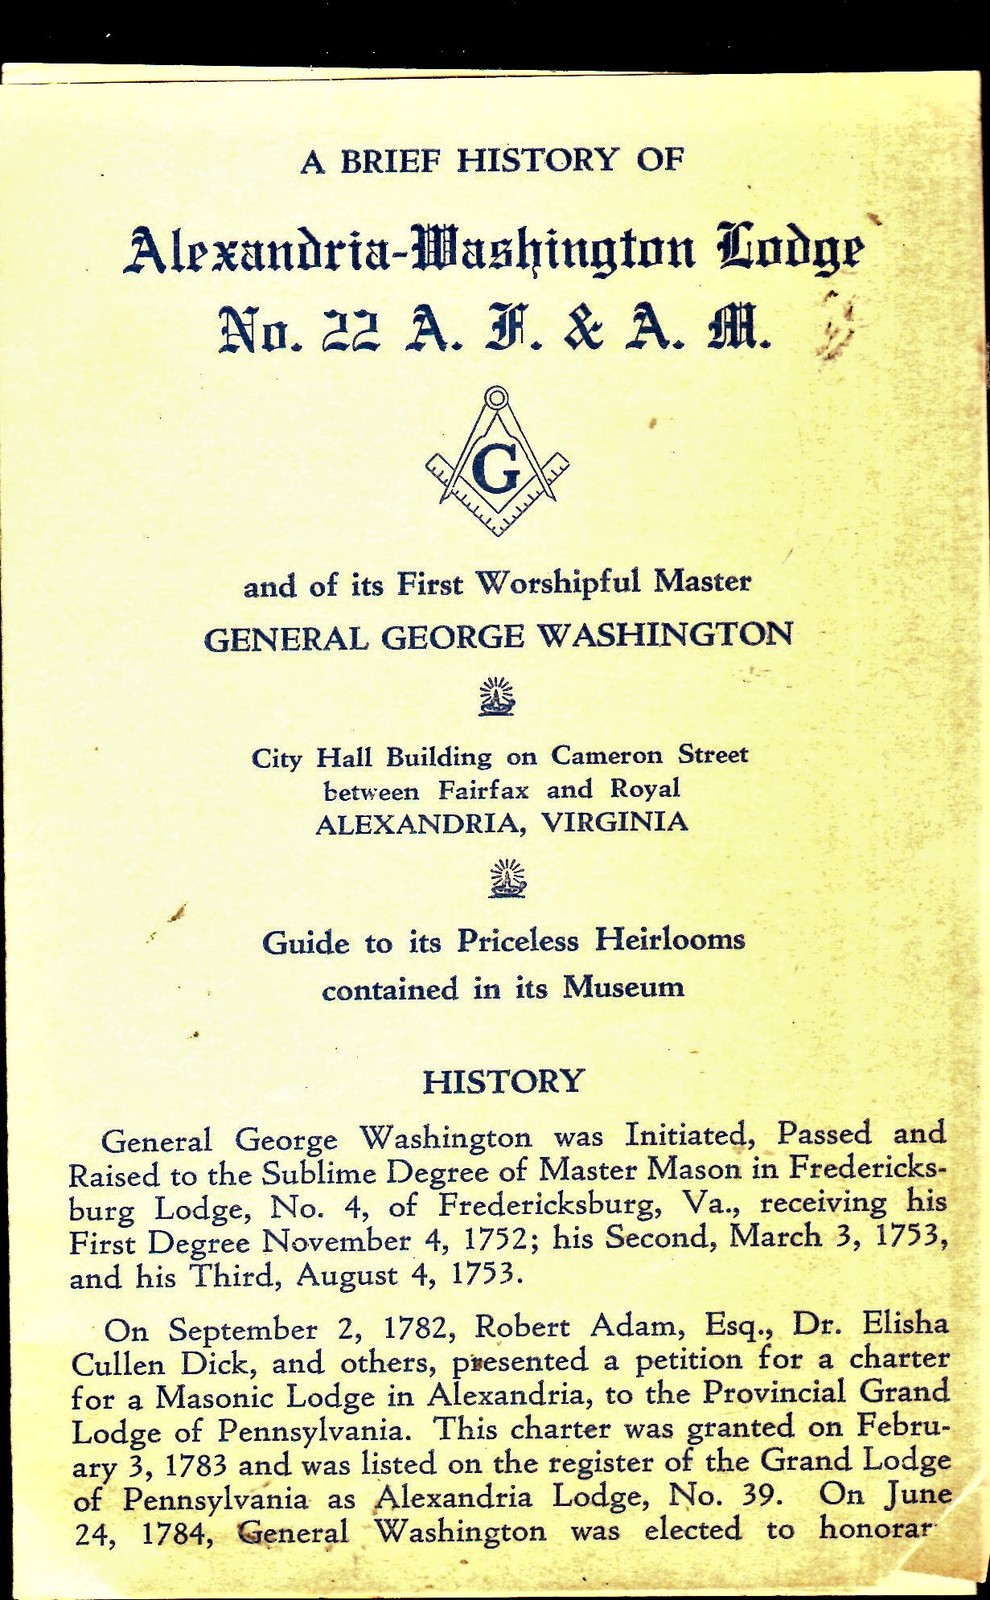 A BRIEF HISTORY OF
Alexandria-Washington Lodge
No. 22 A. F. & A. M.
G
and of its First Worshipful Master
GENERAL GEORGE WASHINGTON
City Hall Building on Cameron Street
between Fairfax and Royal
ALEXANDRIA, VIRGINIA
Guide to its Priceless Heirlooms
contained in its Museum
HISTORY
General George Washington was Initiated, Passed and
Raised to the Sublime Degree of Master Mason in Fredericks-
burg Lodge, No. 4, of Fredericksburg, Va., receiving his
First Degree November 4, 1752; his Second, March 3, 1753,
and his Third, August 4, 1753.
On September 2, 1782, Robert Adam, Esq., Dr. Elisha
Cullen Dick, and others, presented a petition for a charter
for a Masonic Lodge in Alexandria, to the Provincial Grand
Lodge of Pennsylvania. This charter was granted on Febru-
ary 3, 1783 and was listed on the register of the Grand Lodge
of Pennsylvania as Alexandria Lodge, No. 39. On June
24, 1784, General Washington was elected to honorar